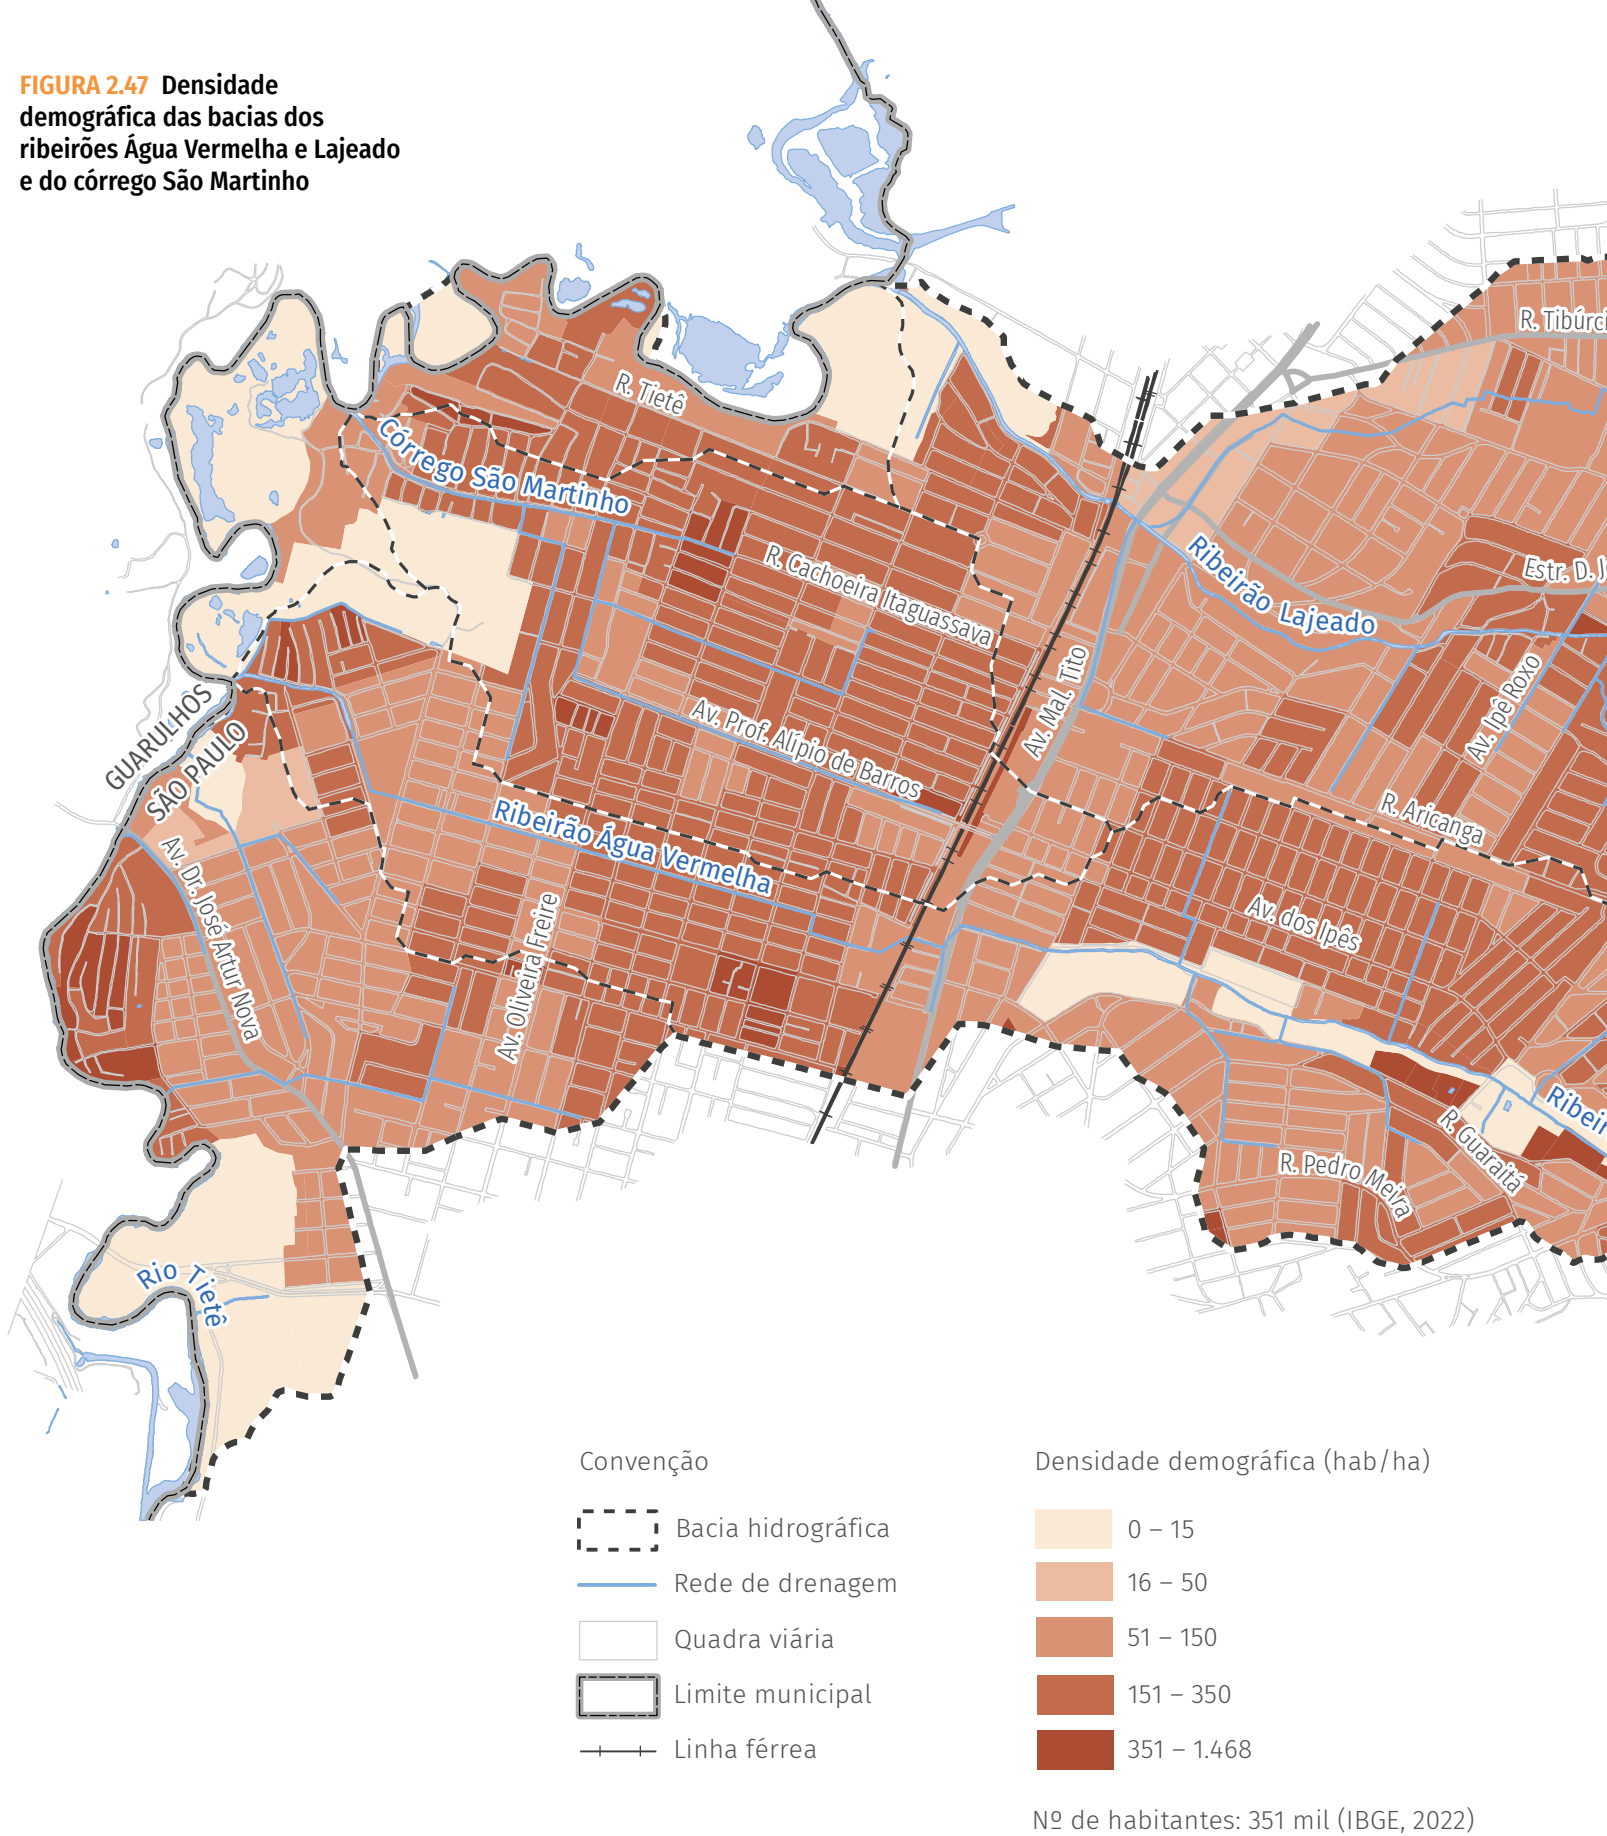 FIGURA 2.47 Densidade
demográfica das bacias dos
ribeirões Água Vermelha e Lajeado
e do córrego São Martinho
R. Tibúrci
R. Tietê
Córrego São Martinho
R. Cachoeira Itaguassava
Ribeirão Lajeado
Estr. D. J
Av. Mal. Tito
Av. Ipê Roxo
GUARULHOS
SÃO PAULO
Av. Prof. Alípio de Barros
R. Aricanga
Ribeirão Água Vermelha
Av. Dr. José Artur Nova
Av. Oliveira Freire
Av. dos Ipês
Ribeir
R. Guaraitá
R. Pedro Meira
Rio Tietê
Convenção
Bacia hidrográfica
Rede de drenagem
Quadra viária
Limite municipal
Linha férrea
Densidade demográfica (hab/ha)
0 – 15
16 – 50
51 – 150
151 – 350
351 – 1.468
Nº de habitantes: 351 mil (IBGE, 2022)